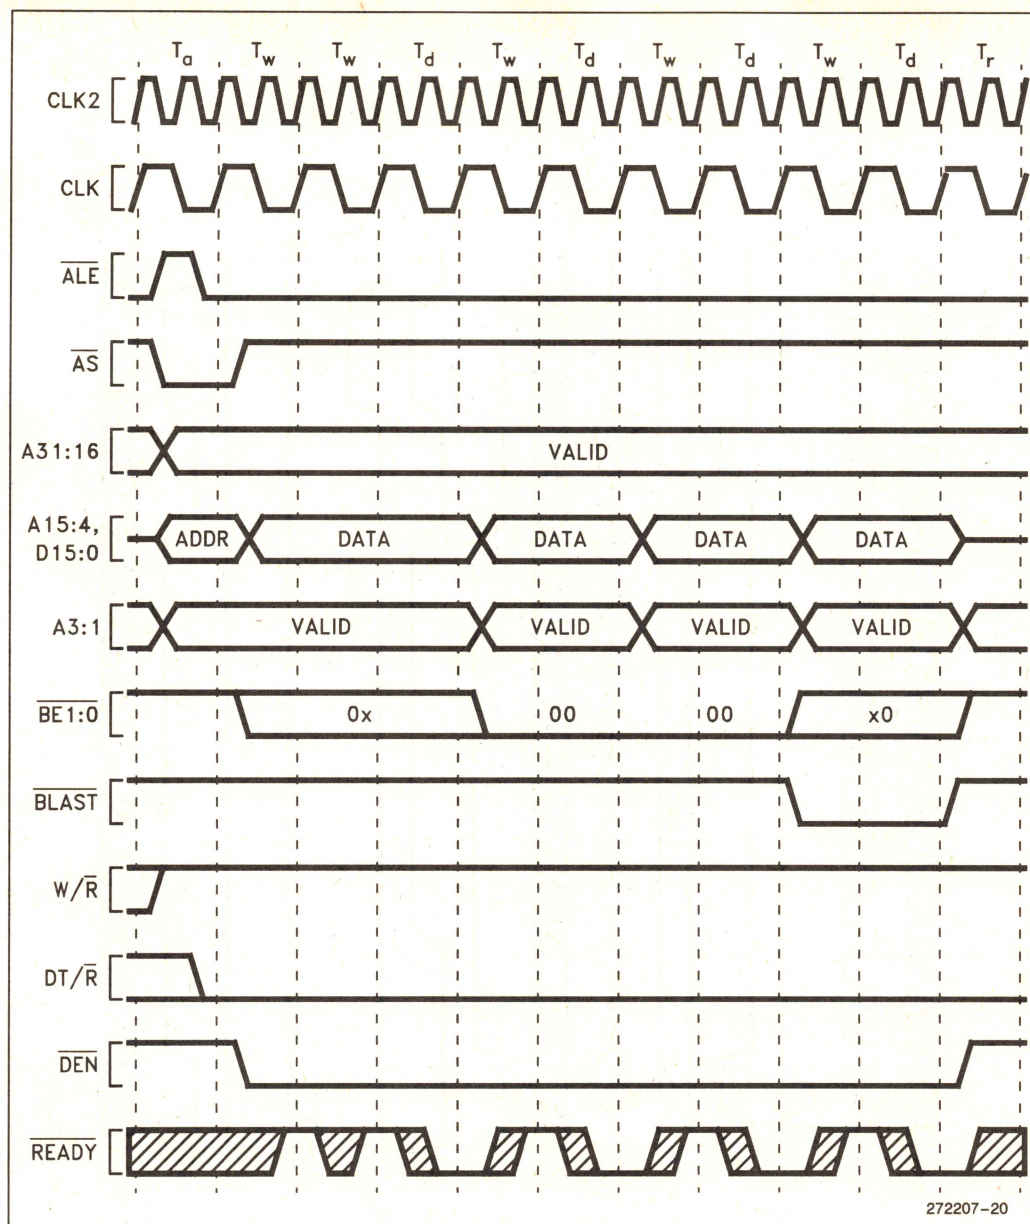 Ta Tw Tw Td Tw Td Tw Td Tw Td Tr
CLK2
CLK
ALE
AS
A31:16 VALID
A15:4,
D15:0 ADDR DATA DATA DATA DATA
A3:1 VALID VALID VALID VALID
BE1:0 0x 00 00 x0
BLAST
W/R
DT/R
DEN
READY
272207-20